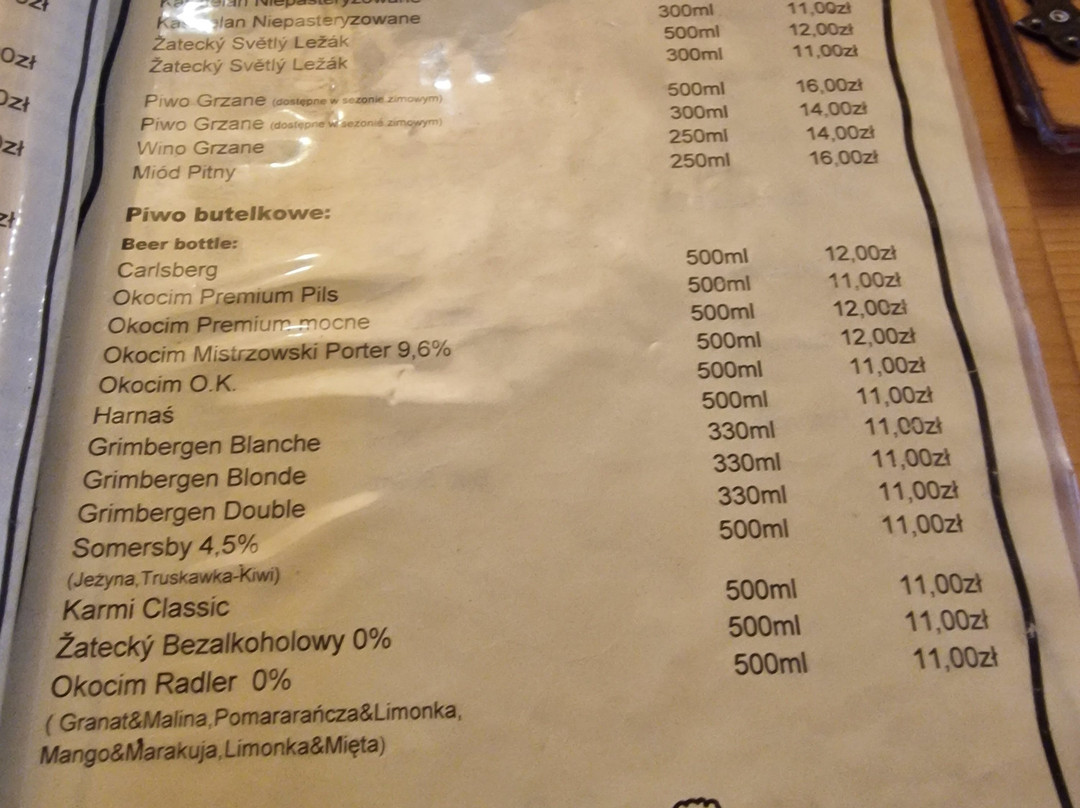 0zł
0zł
zł
zł
Niepasteryzowane
Niepasteryzowane 300ml 11,00zł
Žatecký Světlý Ležák 500ml 12,00zł
Žatecký Světlý Ležák 300ml 11,00zł
Piwo Grzane (dostępne w sezonie zimowym) 500ml 16,00zł
Piwo Grzane (dostępne w sezonie zimowym) 300ml 14,00zł
Wino Grzane 250ml 14,00zł
Miód Pitny 250ml 16,00zł
Piwo butelkowe:
Beer bottle:
Carlsberg 500ml 12,00zł
Okocim Premium Pils 500ml 11,00zł
Okocim Premium mocne 500ml 12,00zł
Okocim Mistrzowski Porter 9,6% 500ml 12,00zł
Okocim O.K. 500ml 11,00zł
Harnaś 500ml 11,00zł
Grimbergen Blanche 330ml 11,00zł
Grimbergen Blonde 330ml 11,00zł
Grimbergen Double 330ml 11,00zł
Somersby 4,5% 500ml 11,00zł
(Jeżyna,Truskawka-Kiwi)
Karmi Classic 500ml 11,00zł
Žatecký Bezalkoholowy 0% 500ml 11,00zł
Okocim Radler 0% 500ml 11,00zł
( Granat&Malina,Pomararańcza&Limonka,
Mango&Marakuja,Limonka&Mięta)